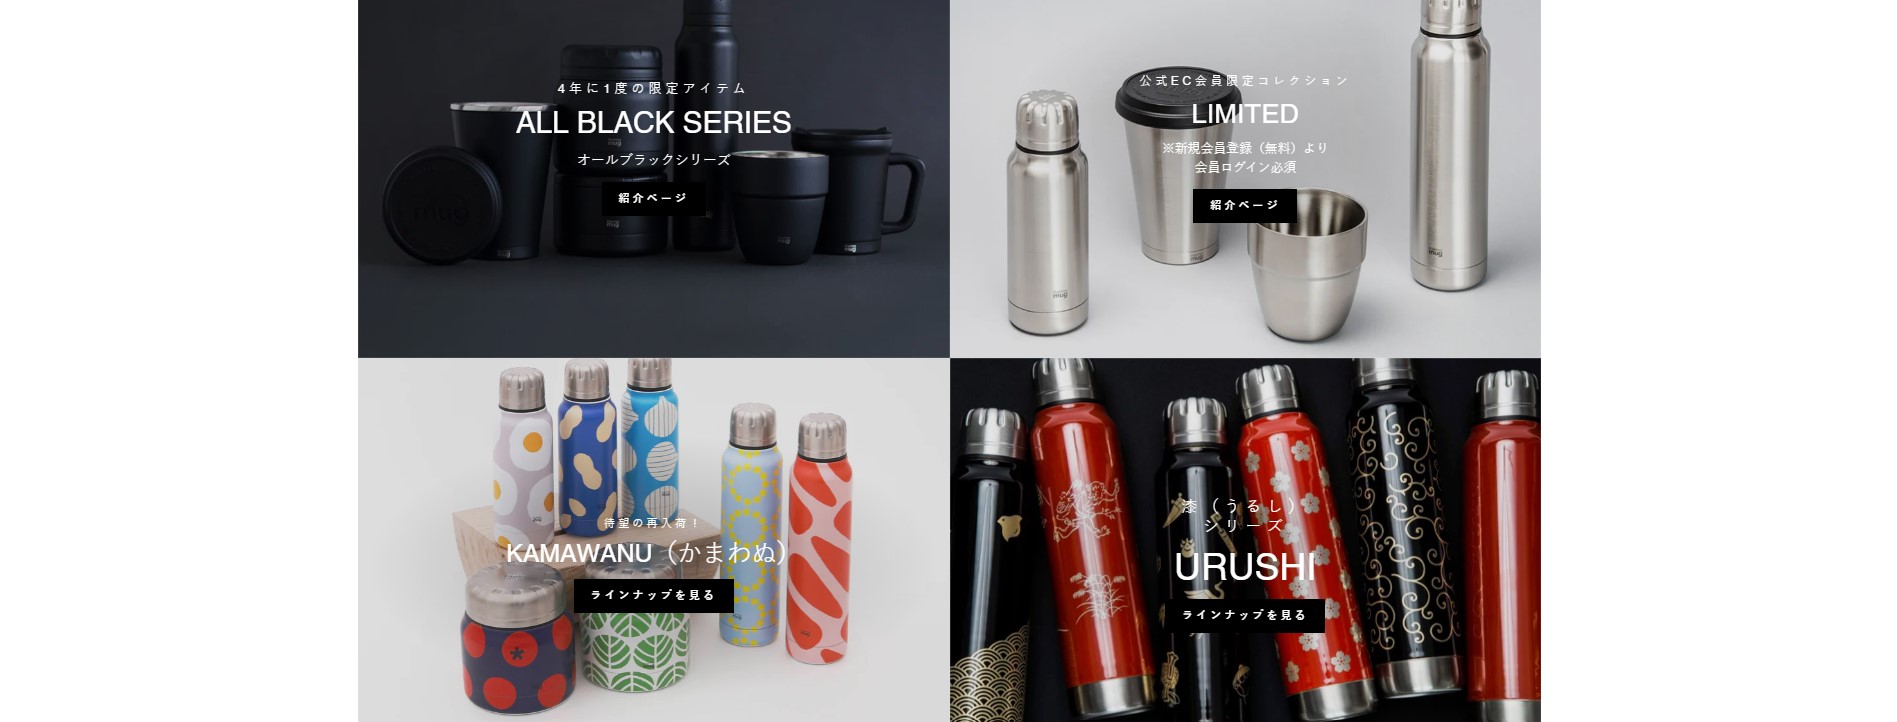 4年に1度の限定アイテム
ALL BLACK SERIES
オールブラックシリーズ
紹介ページ
公式EC会員限定コレクション
LIMITED
※新規会員登録（無料）より
会員ログイン必須
紹介ページ
待望の再入荷！
KAMAWANU（かまわぬ）
ラインナップを見る
漆（うるし）
シリーズ
URUSHI
ラインナップを見る